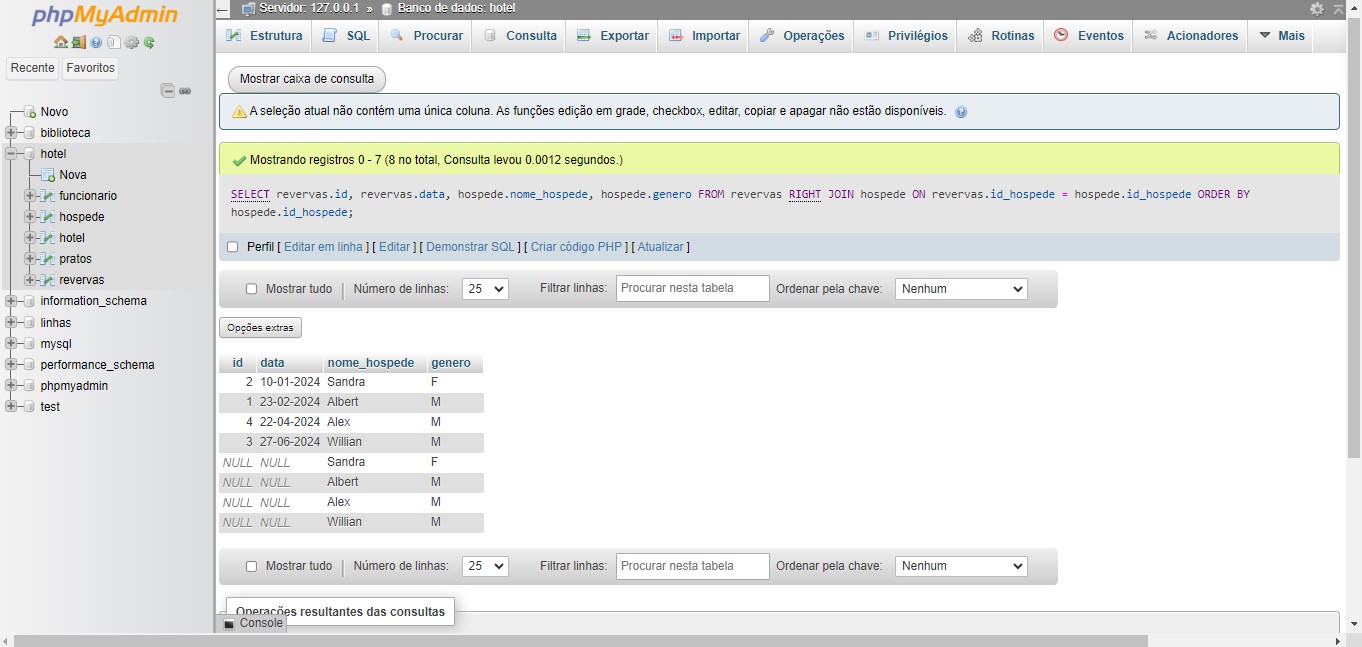 phpMyAdmin
Recente Favoritos
Novo
biblioteca
hotel
Nova
funcionario
hospede
hotel
pratos
revervas
information_schema
linhas
mysql
performance_schema
phpmyadmin
test
Servidor: 127.0.0.1 » Banco de dados: hotel
Estrutura SQL Procurar Consulta Exportar Importar Operações Privilégios Rotinas Eventos Acionadores Mais
Mostrar caixa de consulta
A seleção atual não contém uma única coluna. As funções edição em grade, checkbox, editar, copiar e apagar não estão disponíveis.
Mostrando registros 0 - 7 (8 no total, Consulta levou 0.0012 segundos.)
SELECT revervas.id, revervas.data, hospede.nome_hospede, hospede.genero FROM revervas RIGHT JOIN hospede ON revervas.id_hospede = hospede.id_hospede ORDER BY
hospede.id_hospede;
Perfil [ Editar em linha ] [ Editar ] [ Demonstrar SQL ] [ Criar código PHP ] [ Atualizar ]
Mostrar tudo | Número de linhas: 25 Filtrar linhas: Procurar nesta tabela Ordenar pela chave: Nenhum
Opções extras
id data nome_hospede genero
2 10-01-2024 Sandra F
1 23-02-2024 Albert M
4 22-04-2024 Alex M
3 27-06-2024 Willian M
NULL NULL Sandra F
NULL NULL Albert M
NULL NULL Alex M
NULL NULL Willian M
Mostrar tudo | Número de linhas: 25 Filtrar linhas: Procurar nesta tabela Ordenar pela chave: Nenhum
Operações resultantes das consultas
Console